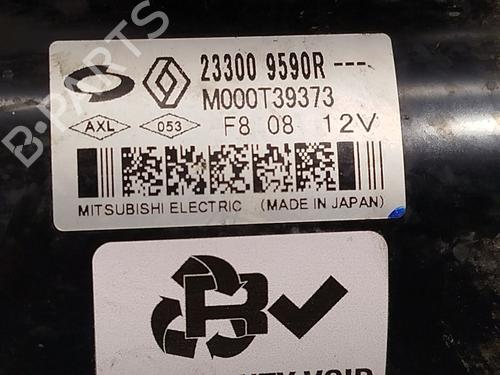 23300 9590R ---
M000T39373
AXL 053 F8 08 12V
MITSUBISHI ELECTRIC (MADE IN JAPAN)
R
B-PARTS